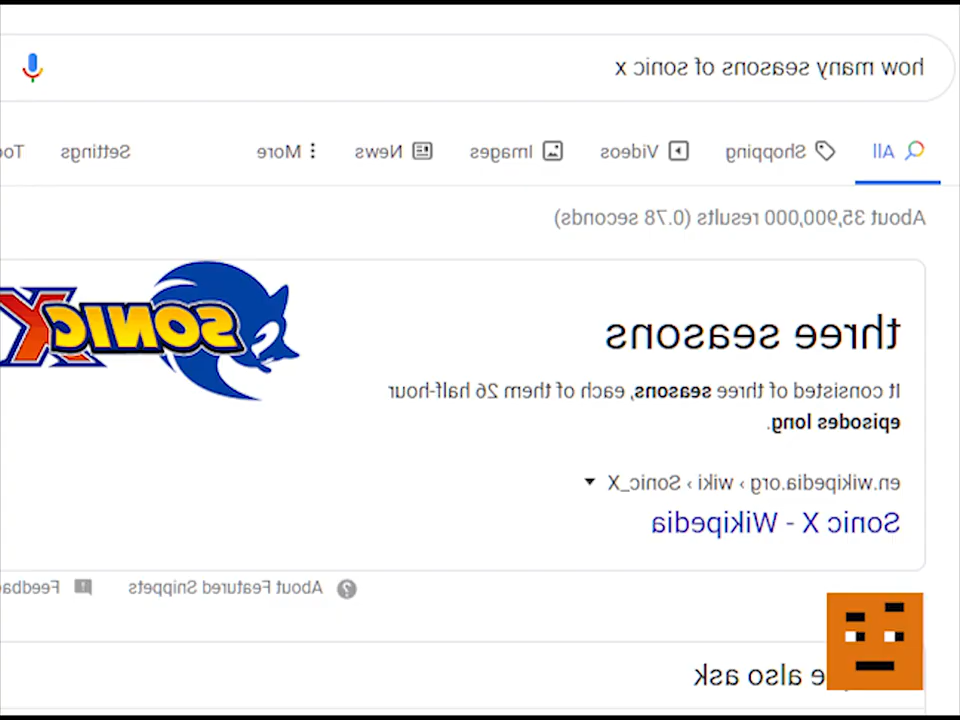 how many seasons of sonic x
All Shopping Videos Images News More Settings
About 35,900,000 results (0.78 seconds)
three seasons
SONIC X
It consisted of three seasons, each of them 26 half-hour
episodes long.
en.wikipedia.org › wiki › Sonic_X
Sonic X - Wikipedia
About Featured Snippets
also ask